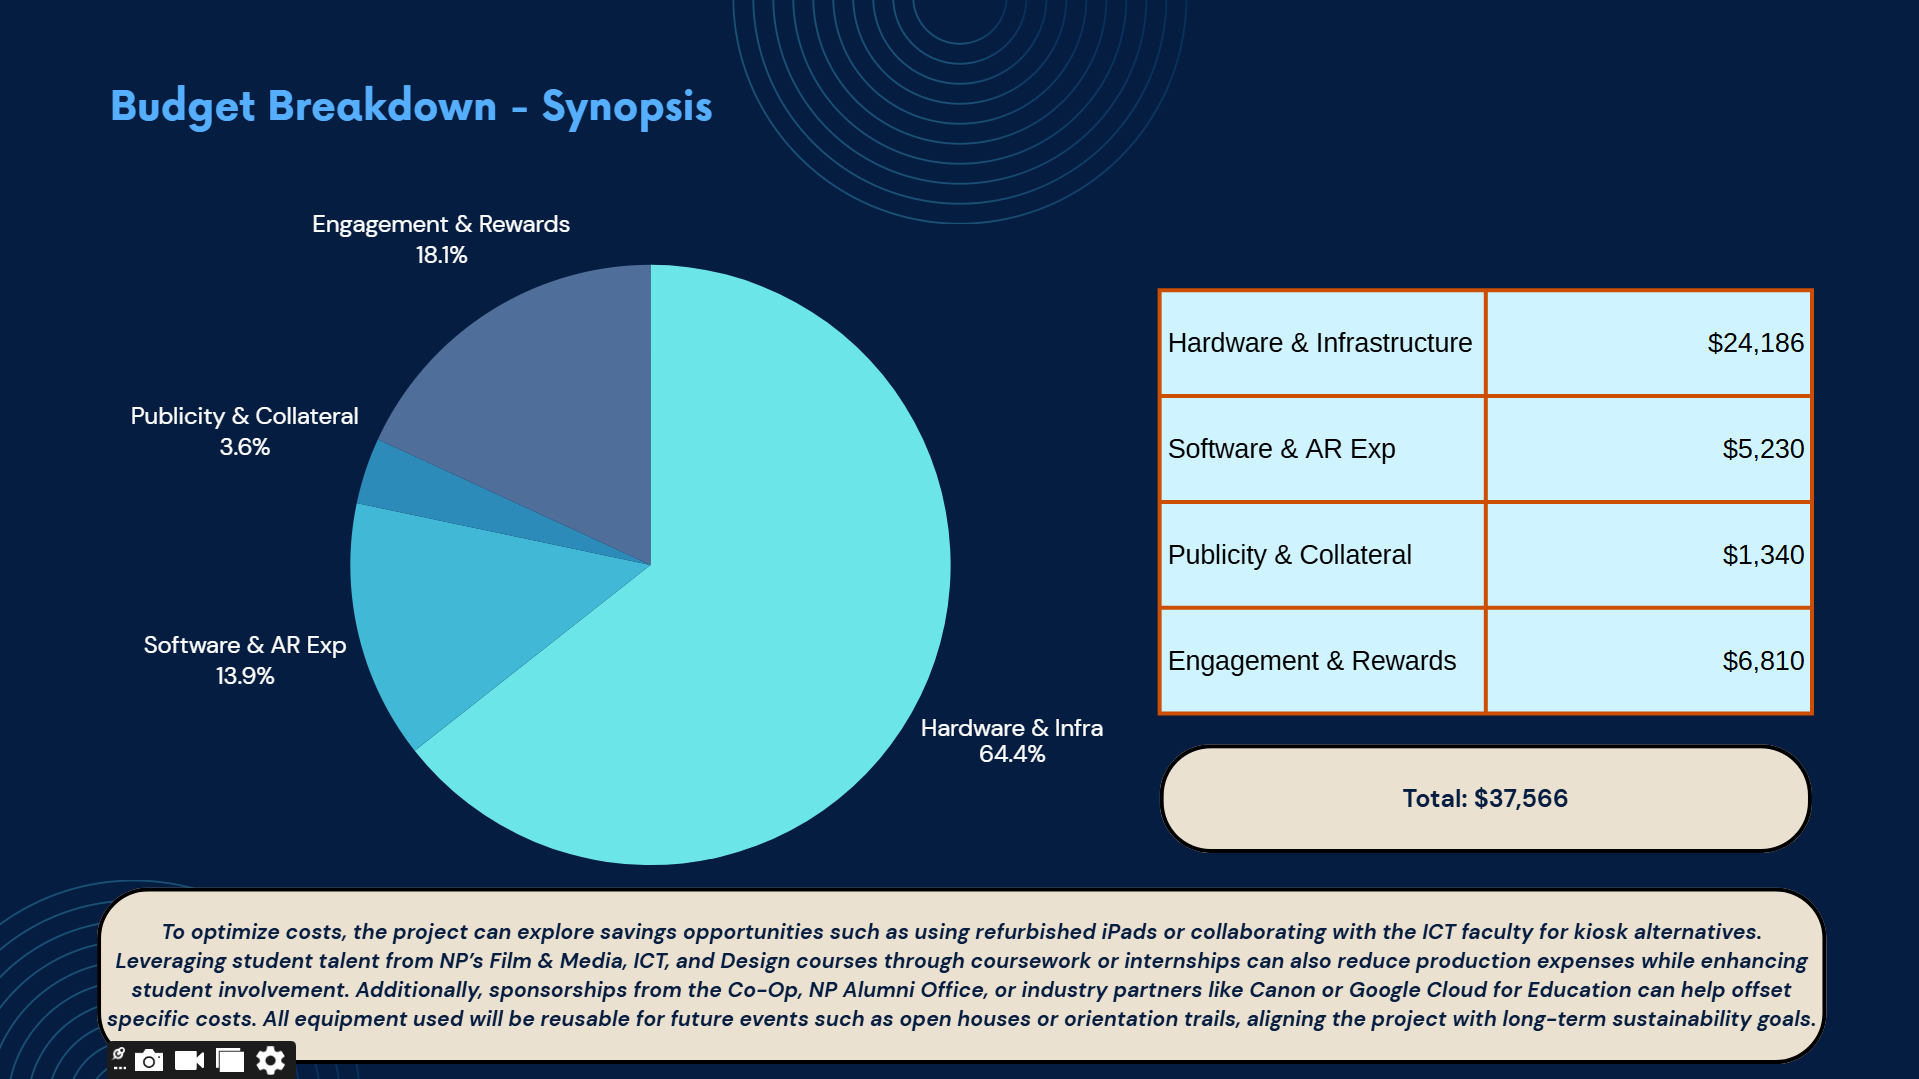 Budget Breakdown - Synopsis
Engagement & Rewards
18.1%
Publicity & Collateral
3.6%
Software & AR Exp
13.9%
Hardware & Infra
64.4%
Hardware & Infrastructure $24,186
Software & AR Exp $5,230
Publicity & Collateral $1,340
Engagement & Rewards $6,810
Total: $37,566
To optimize costs, the project can explore savings opportunities such as using refurbished iPads or collaborating with the ICT faculty for kiosk alternatives.
Leveraging student talent from NP’s Film & Media, ICT, and Design courses through coursework or internships can also reduce production expenses while enhancing
student involvement. Additionally, sponsorships from the Co-Op, NP Alumni Office, or industry partners like Canon or Google Cloud for Education can help offset
specific costs. All equipment used will be reusable for future events such as open houses or orientation trails, aligning the project with long-term sustainability goals.